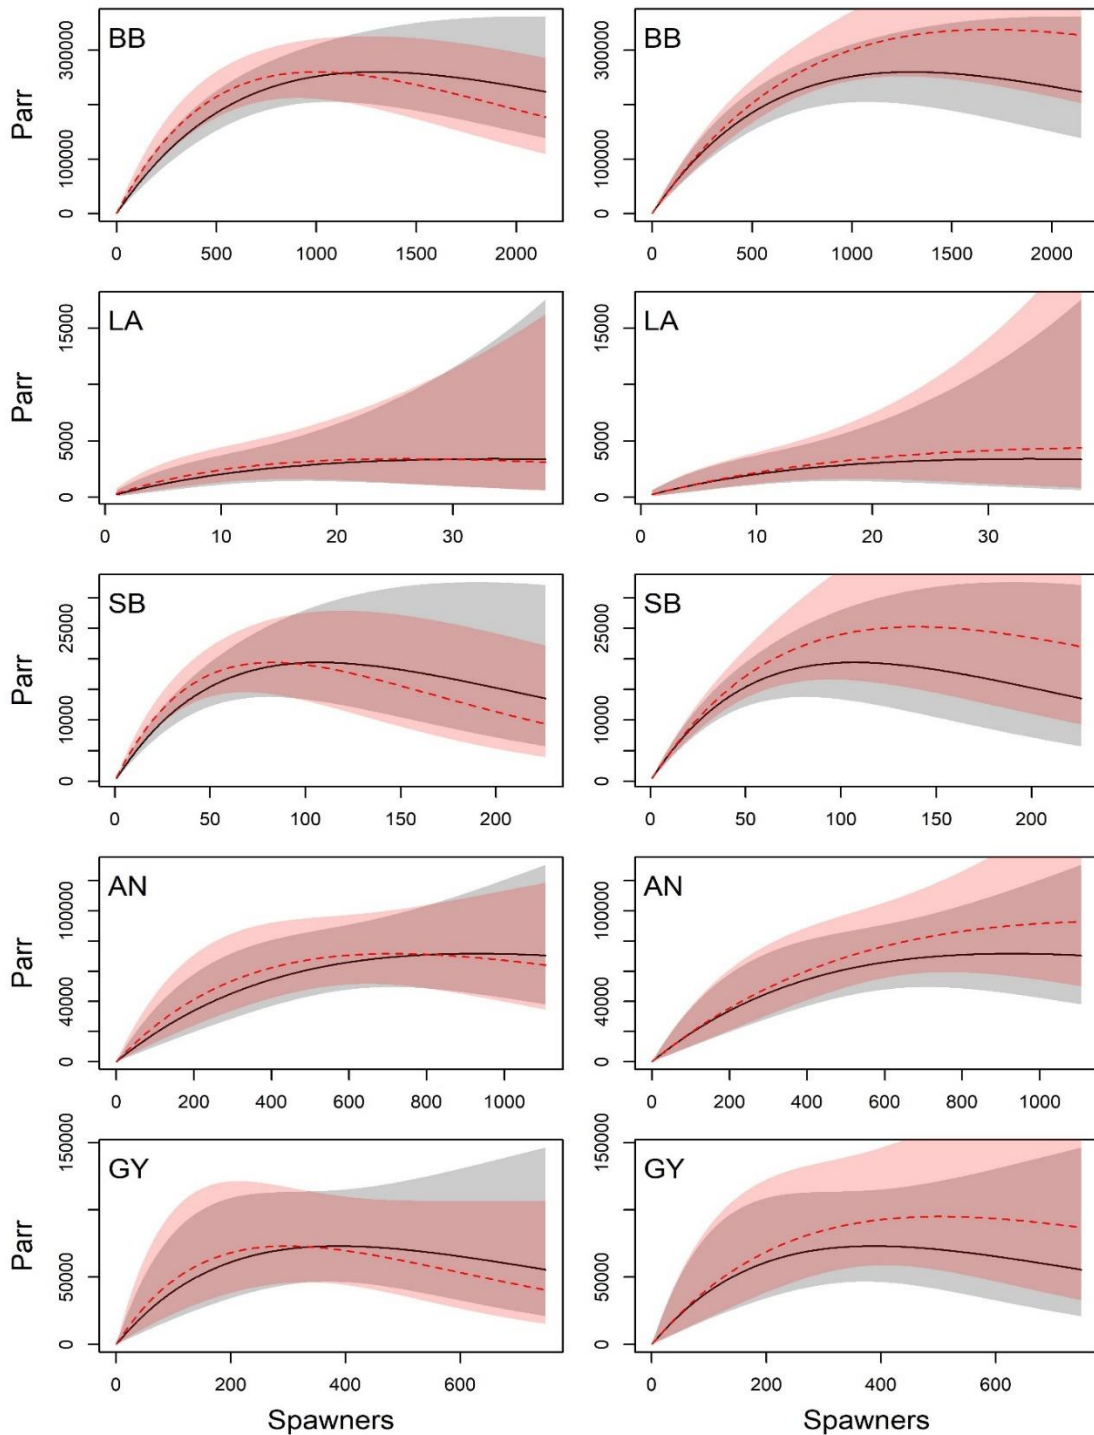 BB BB
Parr
0 100000 300000
0 100000 300000
0 500 1000 1500 2000
0 500 1000 1500 2000
LA LA
Parr
0 5000 15000
0 5000 15000
0 10 20 30
0 10 20 30
SB SB
Parr
0 10000 25000
0 10000 25000
0 50 100 150 200
0 50 100 150 200
AN AN
Parr
0 40000 100000
0 40000 100000
0 200 400 600 800 1000
0 200 400 600 800 1000
GY GY
Parr
0 50000 150000
0 50000 150000
0 200 400 600
0 200 400 600
Spawners Spawners